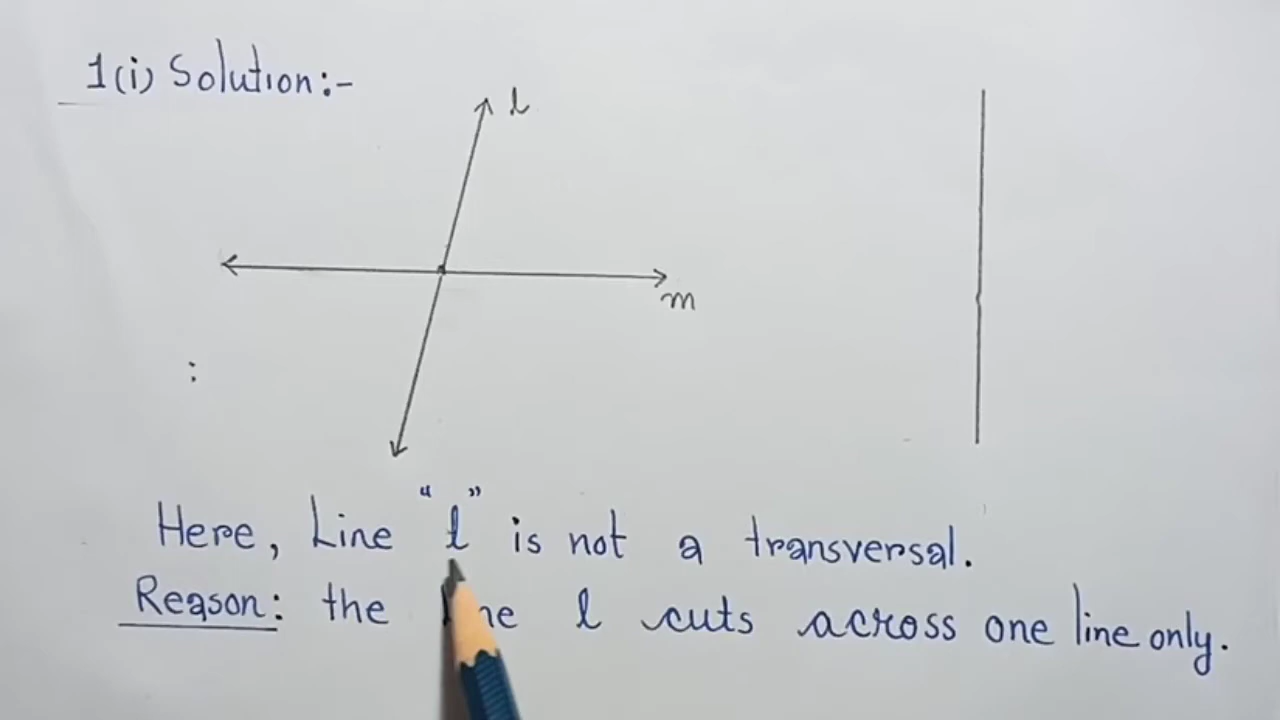 1(i) Solution:-
l
m
:
Here, Line “l” is not a transversal.
Reason: the l cuts across one line only.